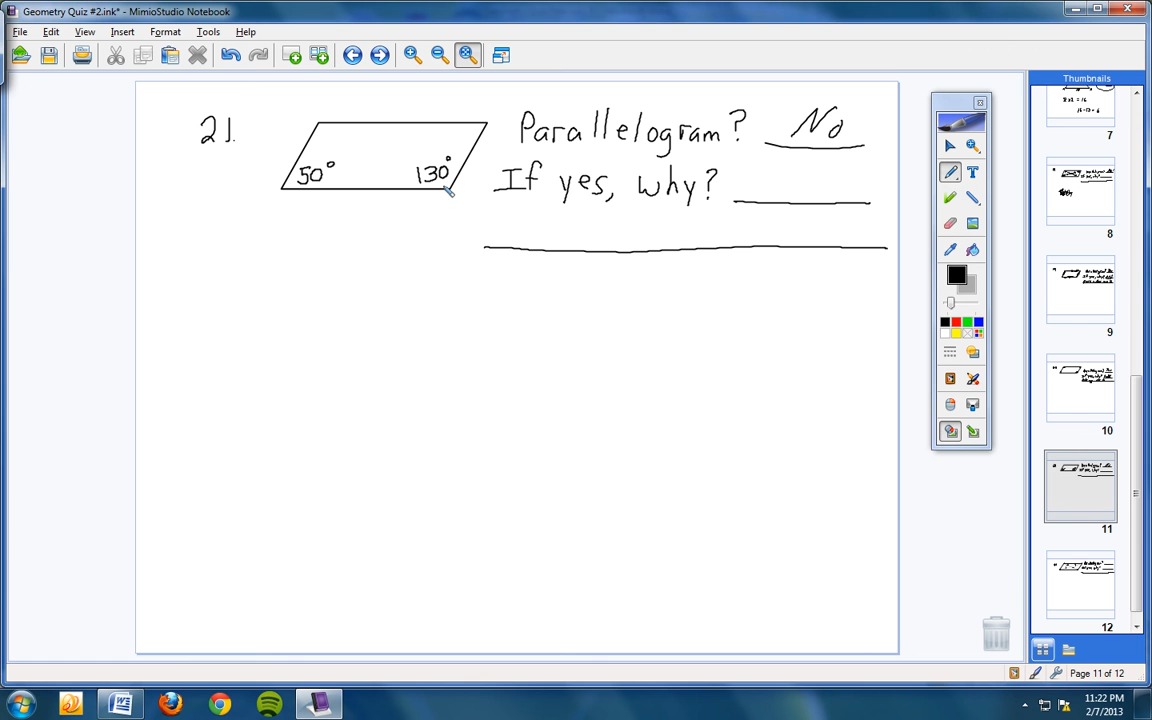 Geometry Quiz #2.ink* - MimioStudio Notebook
File Edit View Insert Format Tools Help
Thumbnails
21. Parallelogram? No
50° 130°
If yes, why?
7
8
9
10
11
12
Page 11 of 12
11:22 PM
2/7/2013